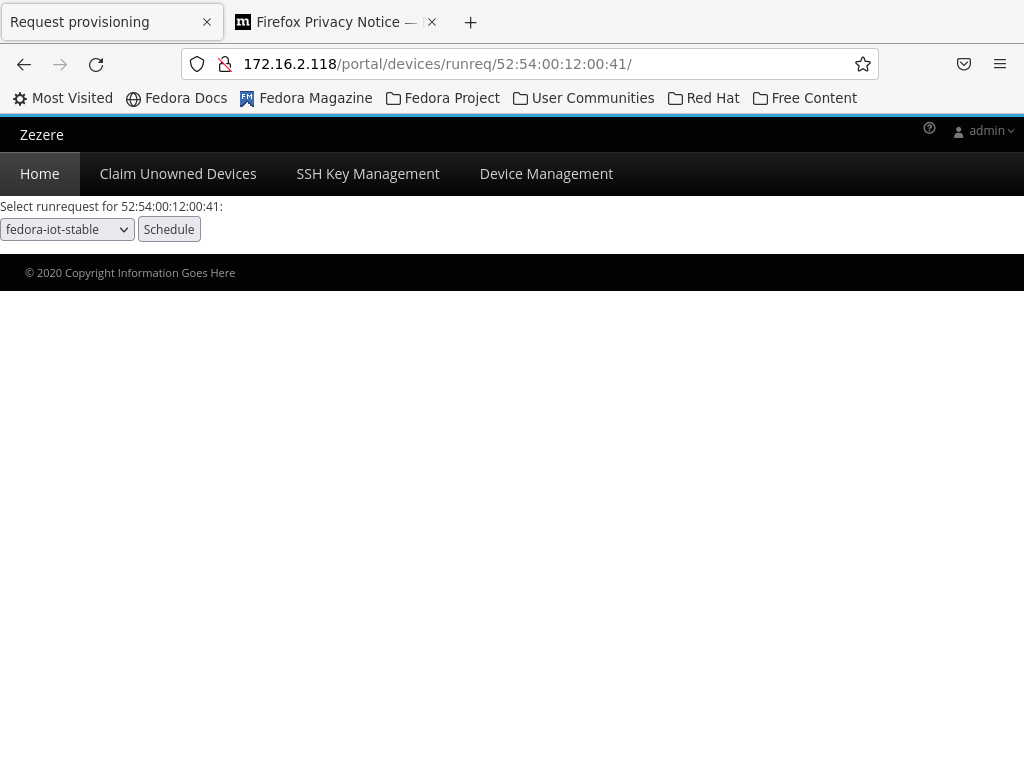 Request provisioning
Firefox Privacy Notice —
172.16.2.118/portal/devices/runreq/52:54:00:12:00:41/
Most Visited Fedora Docs Fedora Magazine Fedora Project User Communities Red Hat Free Content
Zezere
admin
Home Claim Unowned Devices SSH Key Management Device Management
Select runrequest for 52:54:00:12:00:41:
fedora-iot-stable Schedule
© 2020 Copyright Information Goes Here